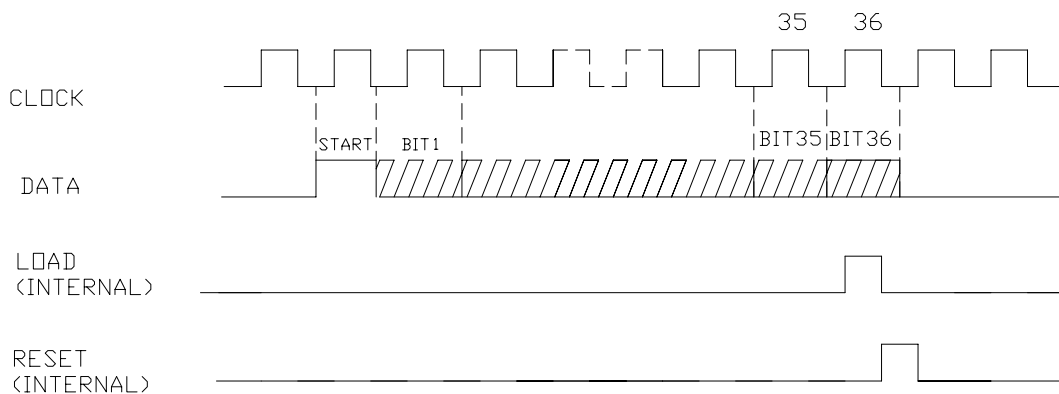 35 36
CLOCK
START BIT1 BIT35 BIT36
DATA
LOAD
(INTERNAL)
RESET
(INTERNAL)